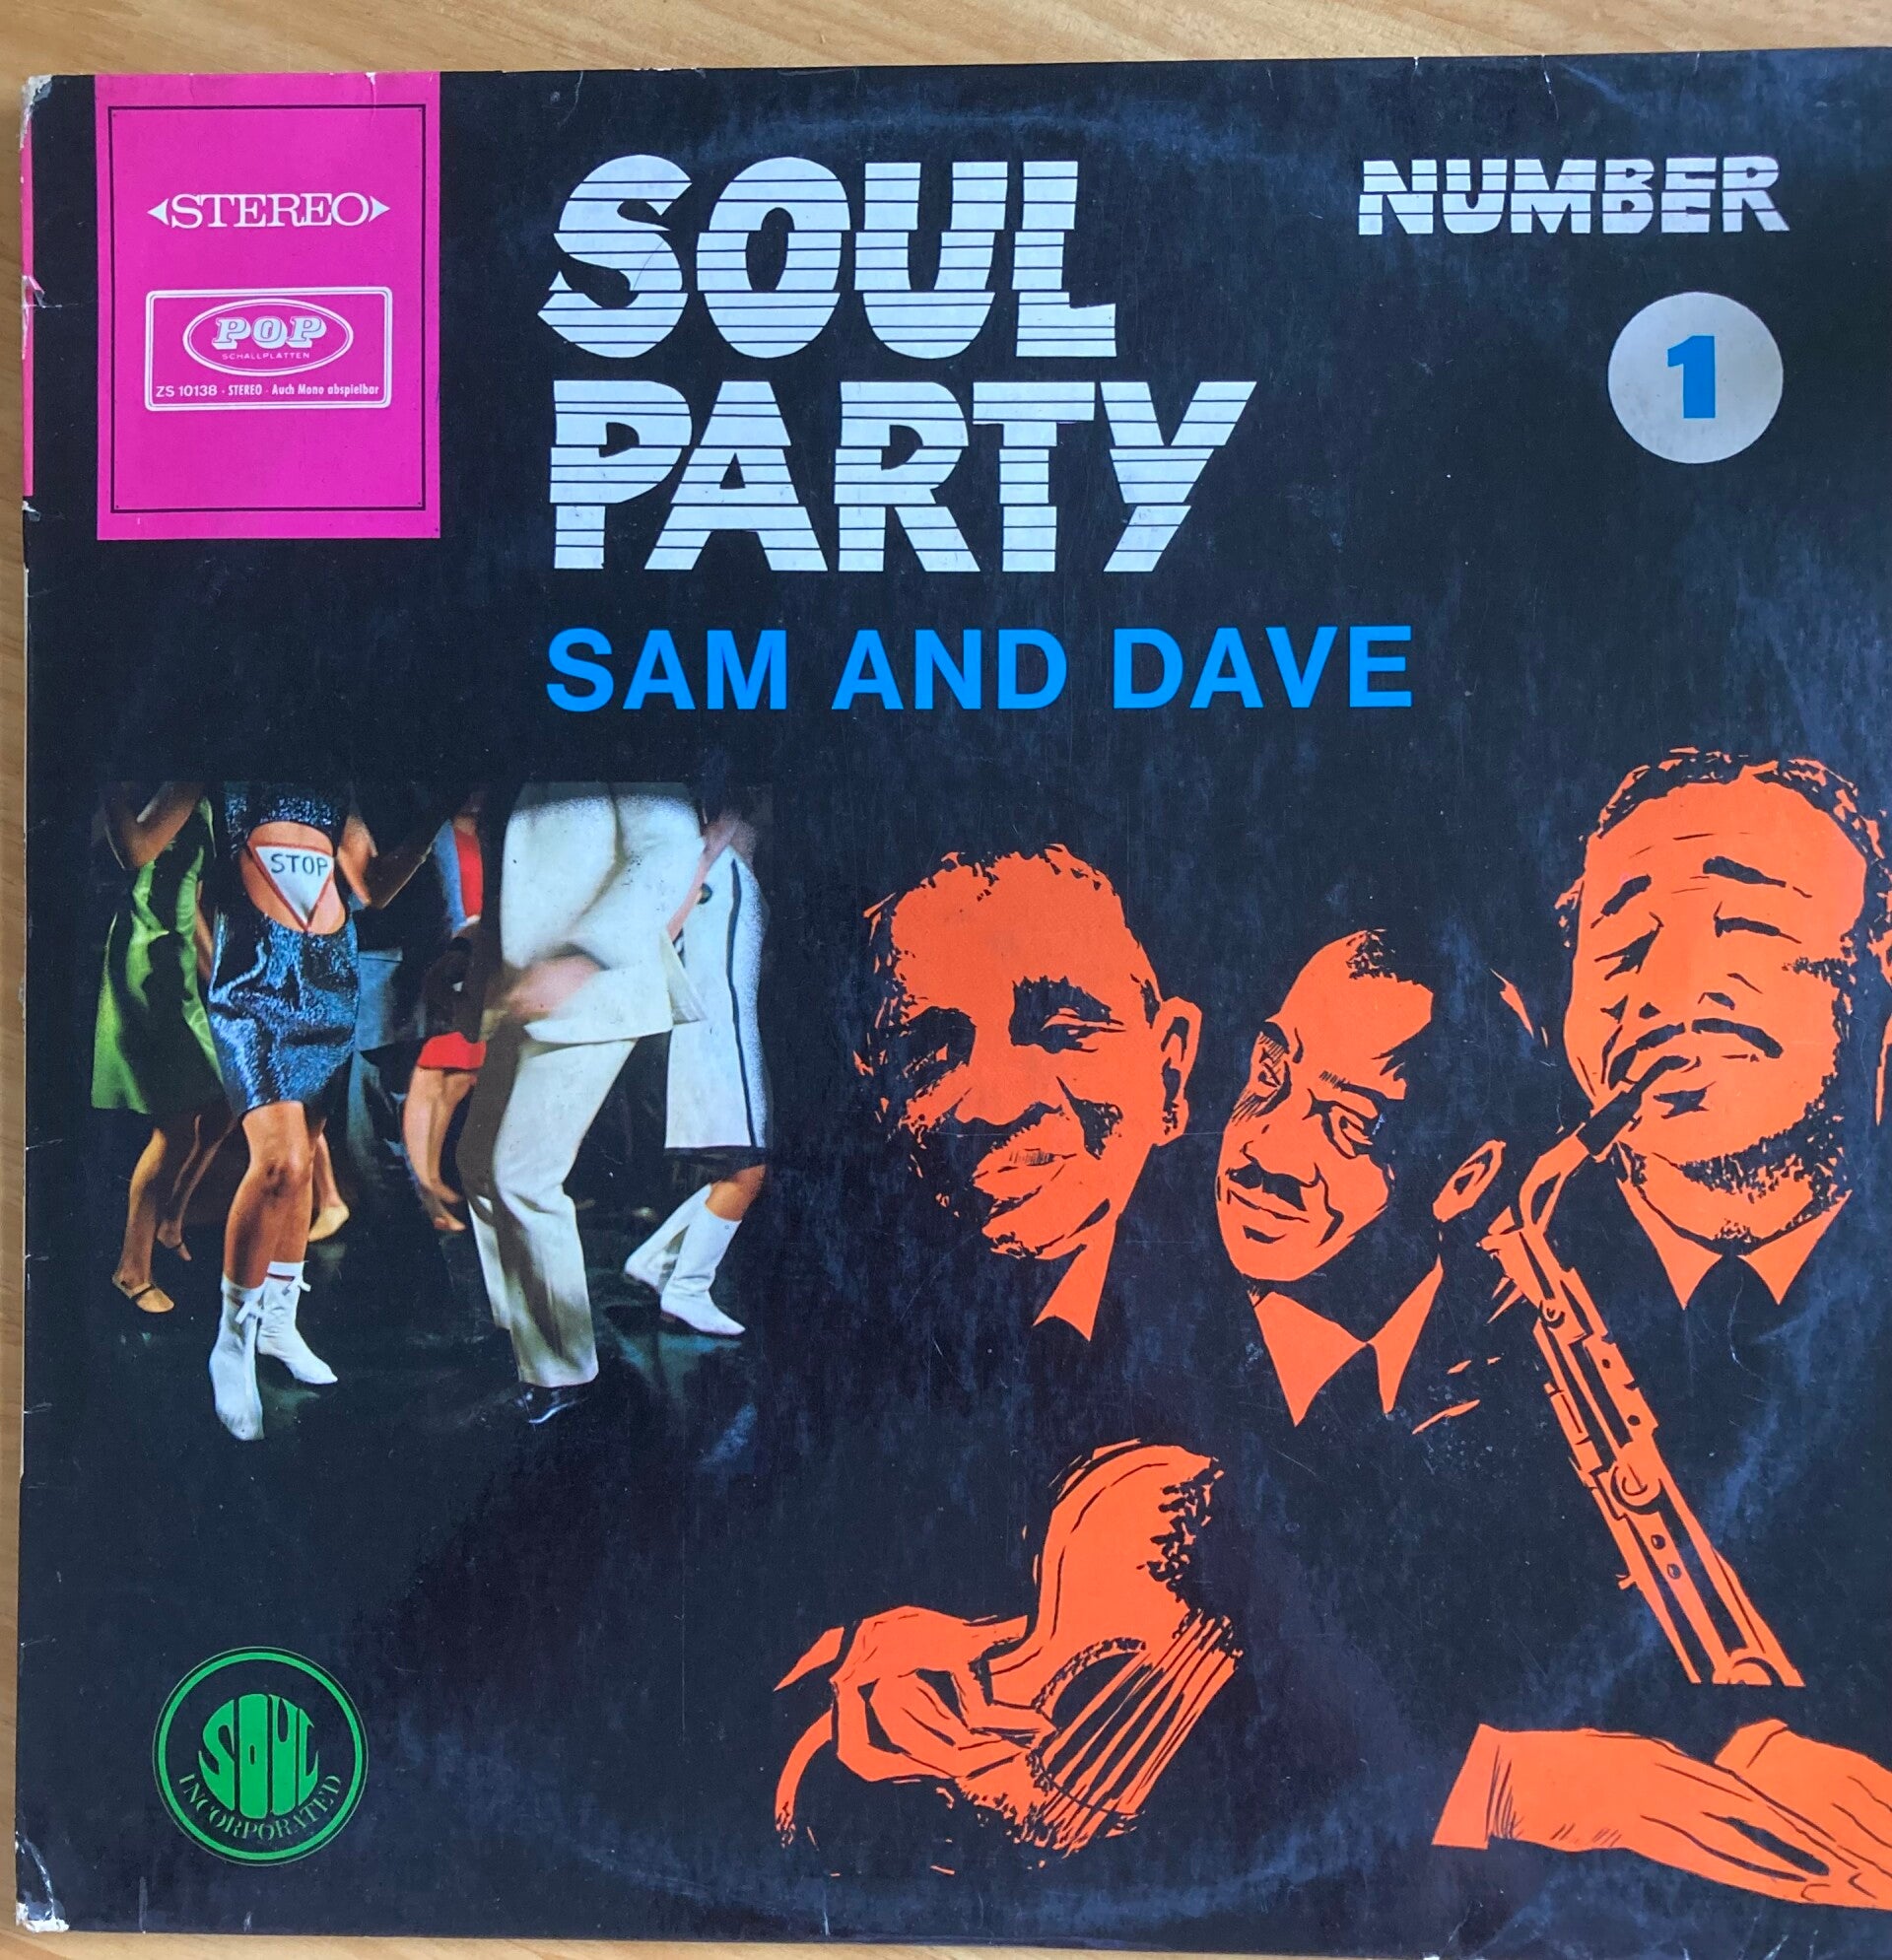 STEREO
POP
SCHALLPLATTEN
ZS 10138 · STEREO · Auch Mono abspielbar
SOUL
PARTY
NUMBER
1
SAM AND DAVE
STOP
SOUL
INCORPORATED